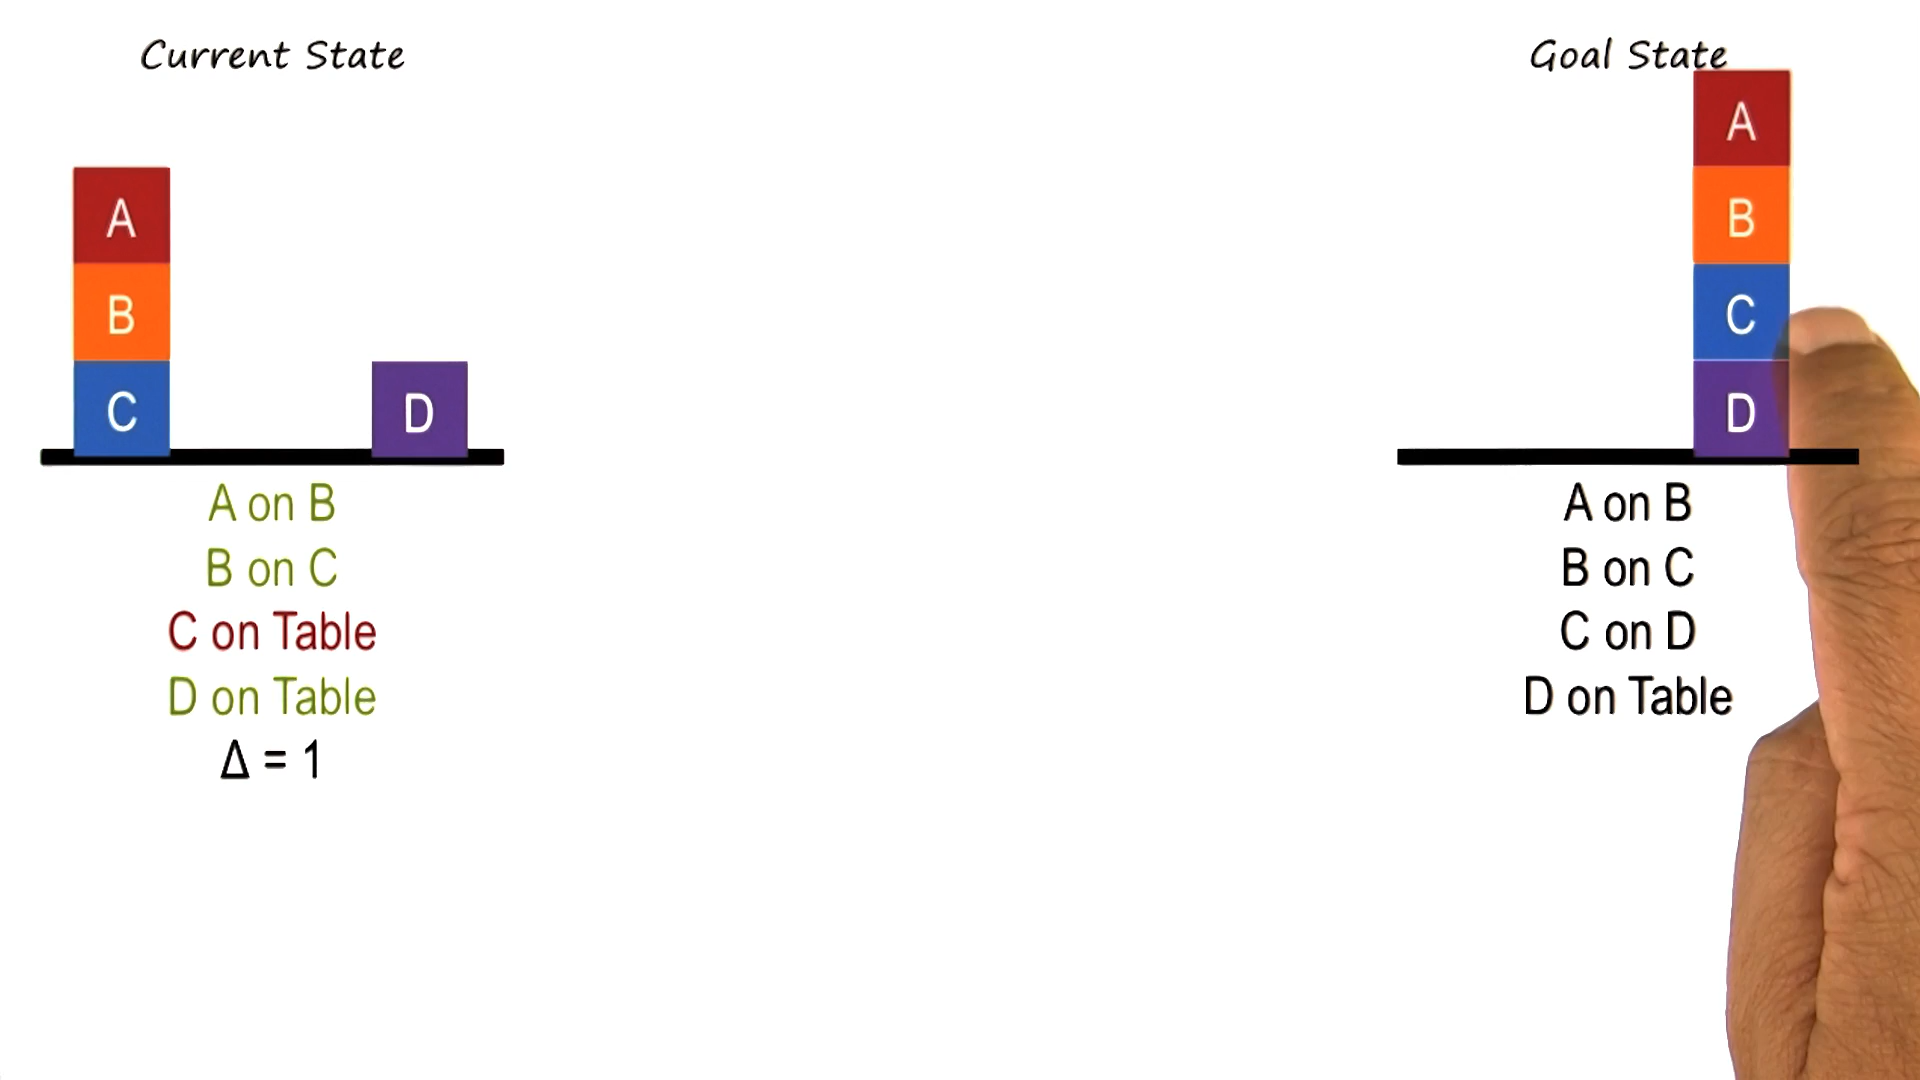 Current State
A
B
C
D
A on B
B on C
C on Table
D on Table
Δ = 1
Goal State
A
B
C
D
A on B
B on C
C on D
D on Table